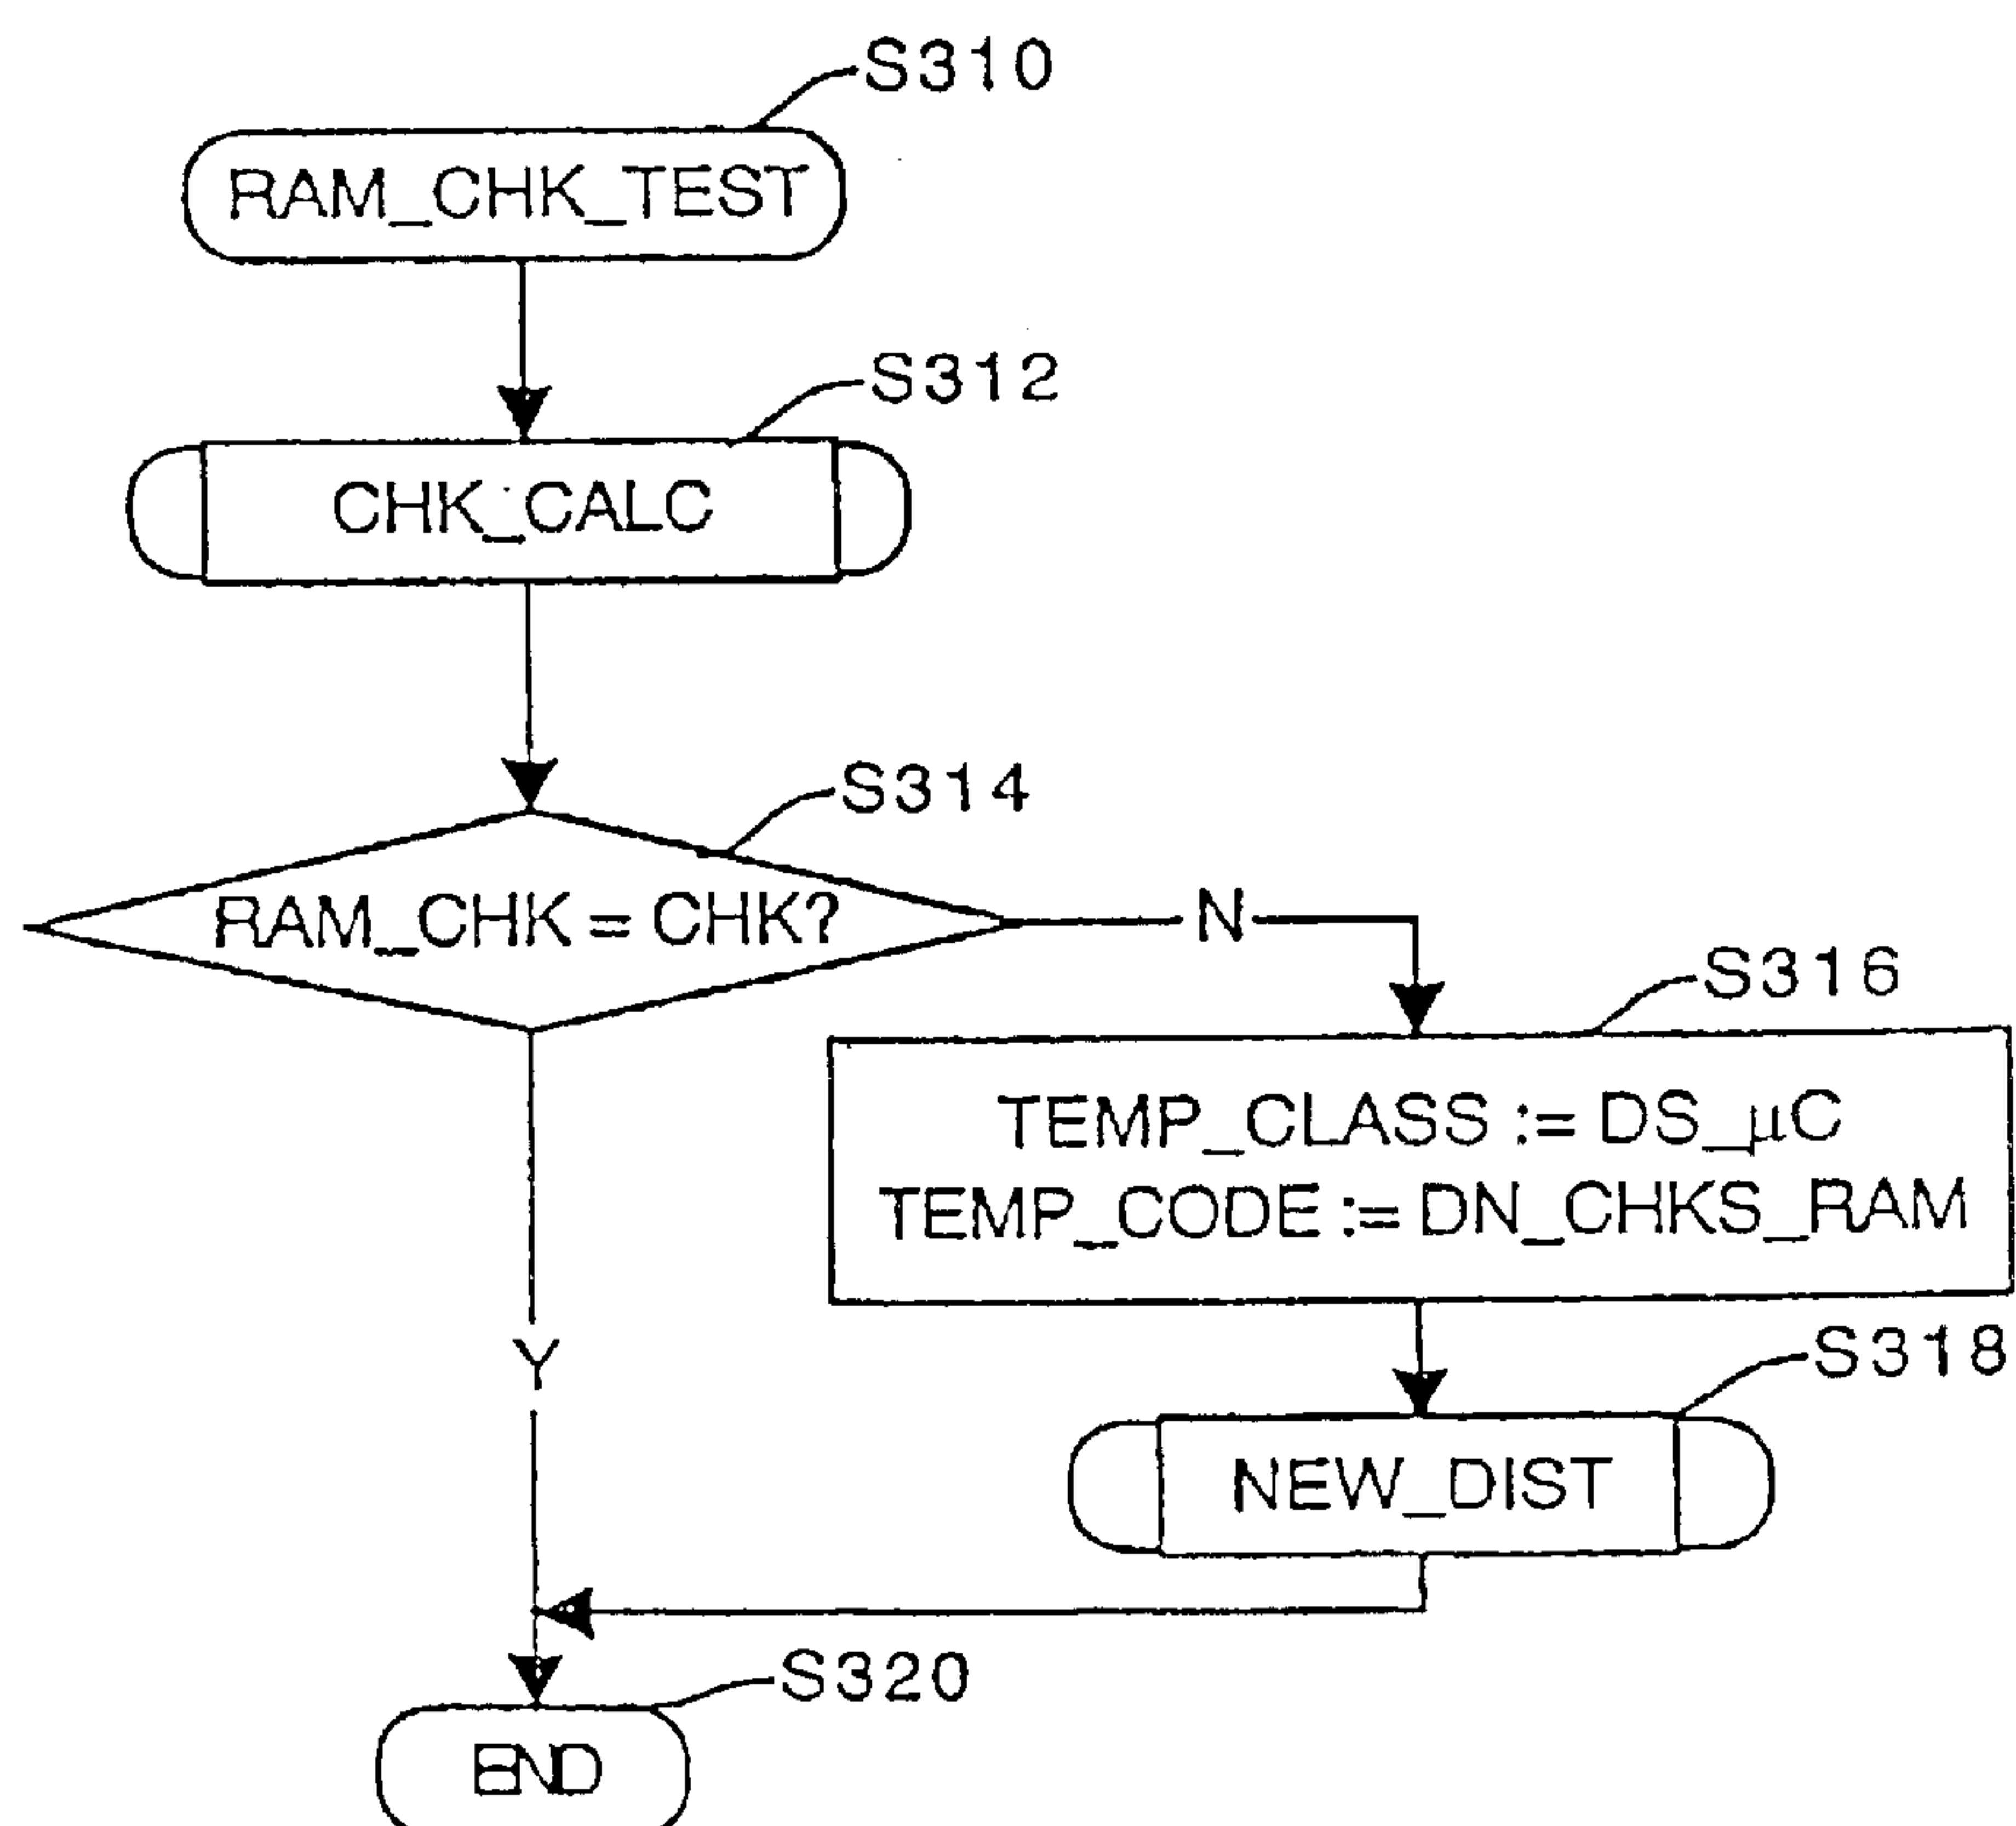 S310
RAM_CHK_TEST
S312
CHK_CALC
S314
RAM_CHK = CHK?
N
S316
TEMP_CLASS := DS_µC
TEMP_CODE := DN_CHKS_RAM
Y
S318
NEW_DIST
S320
END